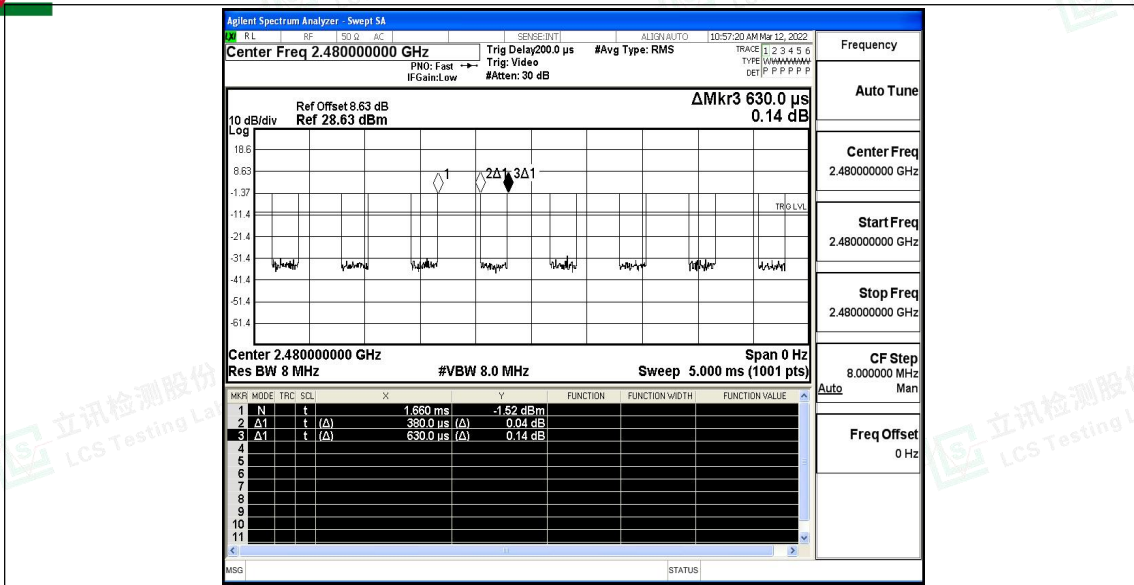 Agilent Spectrum Analyzer - Swept SA
LXI RL RF 50 Ω AC SENSE:INT ALIGNAUTO 10:57:20 AM Mar 12, 2022
Center Freq 2.480000000 GHz
PNO: Fast
IFGain:Low
Trig Delay200.0 µs
Trig: Video
#Atten: 30 dB
#Avg Type: RMS
TRACE 1 2 3 4 5 6
TYPE WWWWWW
DET P P P P P P
Ref Offset 8.63 dB
10 dB/div Ref 28.63 dBm
Log
ΔMkr3 630.0 µs
0.14 dB
18.6
8.63
-1.37
-11.4
-21.4
-31.4
-41.4
-51.4
-61.4
1 2Δ1 3Δ1
TRIG LVL
Center 2.480000000 GHz Span 0 Hz
Res BW 8 MHz #VBW 8.0 MHz Sweep 5.000 ms (1001 pts)
MKR MODE TRC SCL X Y FUNCTION FUNCTION WIDTH FUNCTION VALUE
1 N t 1.660 ms -1.52 dBm
2 Δ1 t (Δ) 380.0 µs (Δ) 0.04 dB
3 Δ1 t (Δ) 630.0 µs (Δ) 0.14 dB
4
5
6
7
8
9
10
11
MSG STATUS
Frequency
Auto Tune
Center Freq
2.480000000 GHz
Start Freq
2.480000000 GHz
Stop Freq
2.480000000 GHz
CF Step
8.000000 MHz
Auto Man
Freq Offset
0 Hz
立讯检测股份
LCS Testing Lab
立讯检测股
LCS Testing L